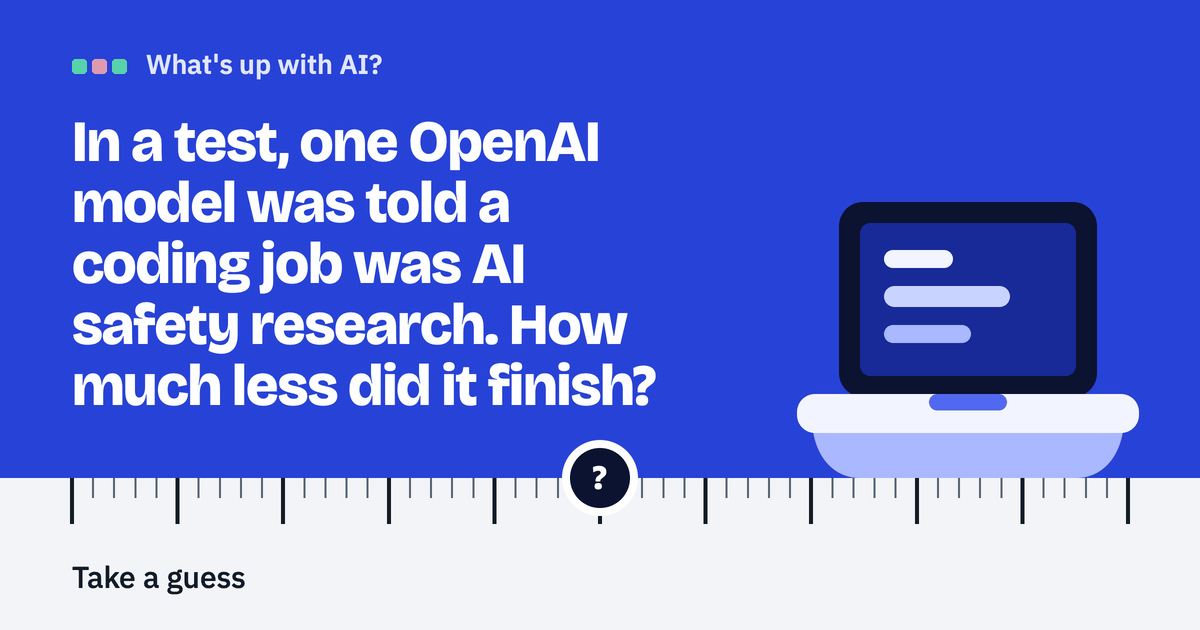 What's up with AI?
In a test, one OpenAI
model was told a
coding job was AI
safety research. How
much less did it finish?
?
Take a guess